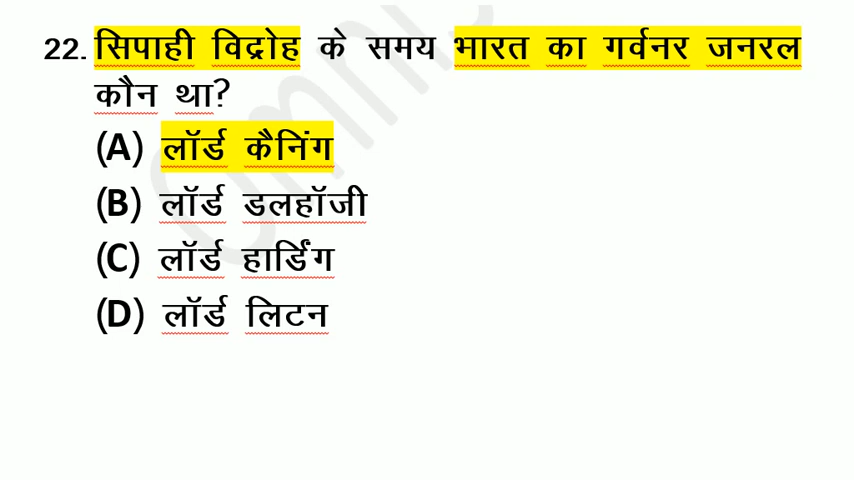 22. सिपाही विद्रोह के समय भारत का गर्वनर जनरल
कौन था?
(A) लॉर्ड कैनिंग
(B) लॉर्ड डलहॉजी
(C) लॉर्ड हार्डिंग
(D) लॉर्ड लिटन